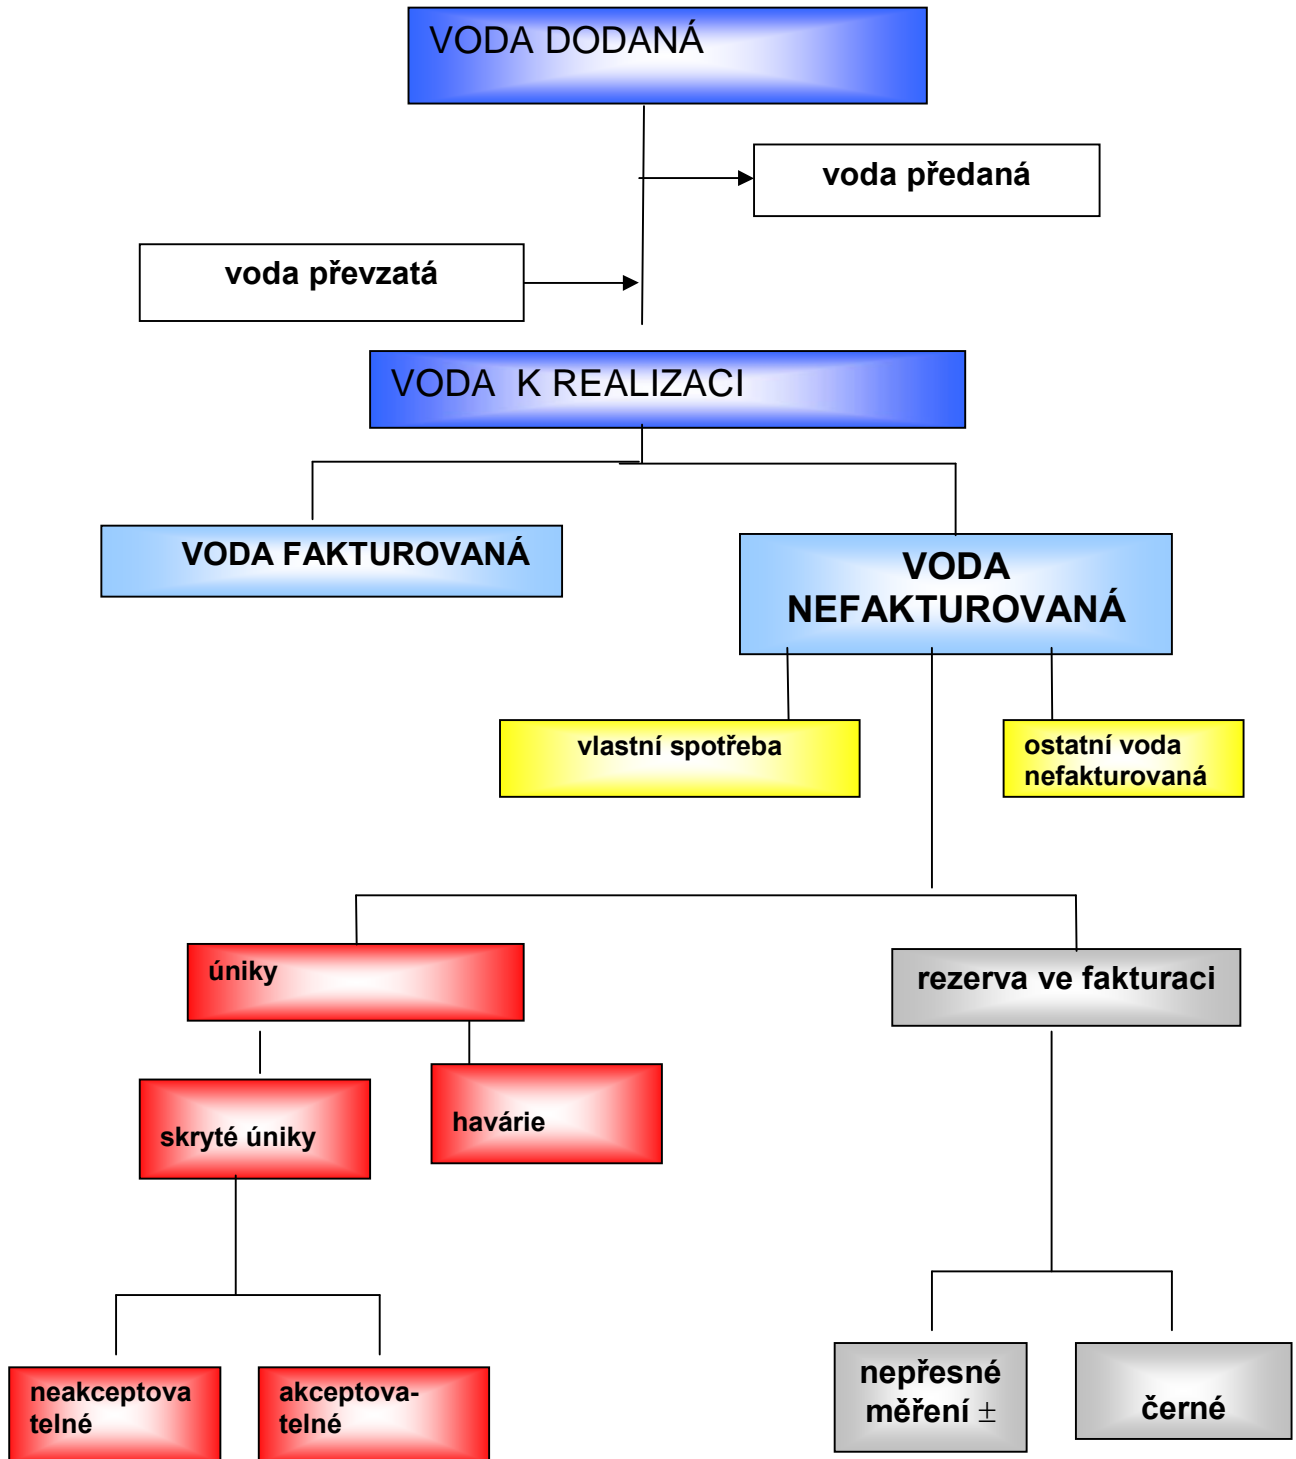 VODA DODANÁ
voda předaná
voda převzatá
VODA K REALIZACI
VODA FAKTUROVANÁ
VODA
NEFAKTUROVANÁ
vlastní spotřeba
ostatní voda
nefakturovaná
úniky
rezerva ve fakturaci
skryté úniky
havárie
neakceptova
telné
akceptova-
telné
nepřesné
měření ±
černé